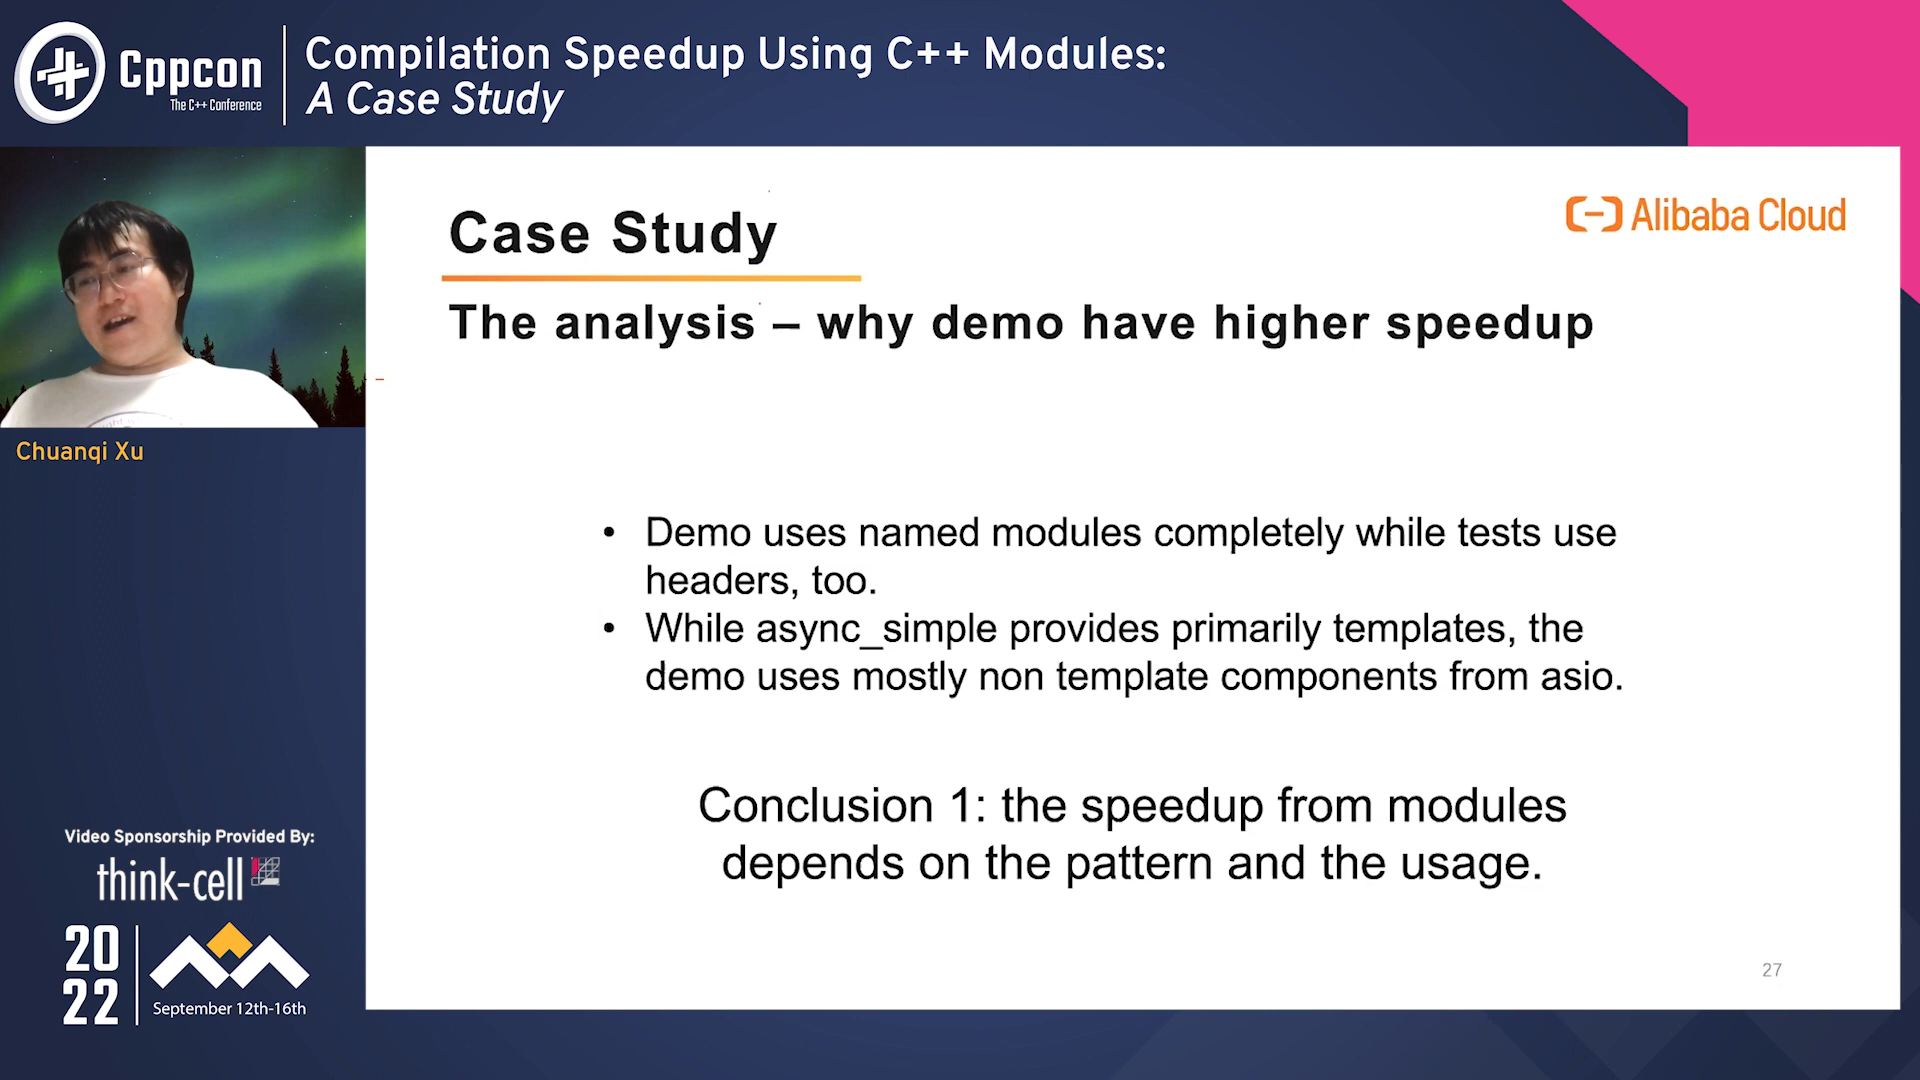 Cppcon
The C++ Conference
Compilation Speedup Using C++ Modules:
A Case Study
Chuanqi Xu
Case Study
Alibaba Cloud
The analysis – why demo have higher speedup
• Demo uses named modules completely while tests use
headers, too.
• While async_simple provides primarily templates, the
demo uses mostly non template components from asio.
Conclusion 1: the speedup from modules
depends on the pattern and the usage.
27
Video Sponsorship Provided By:
think-cell
20
22
September 12th-16th